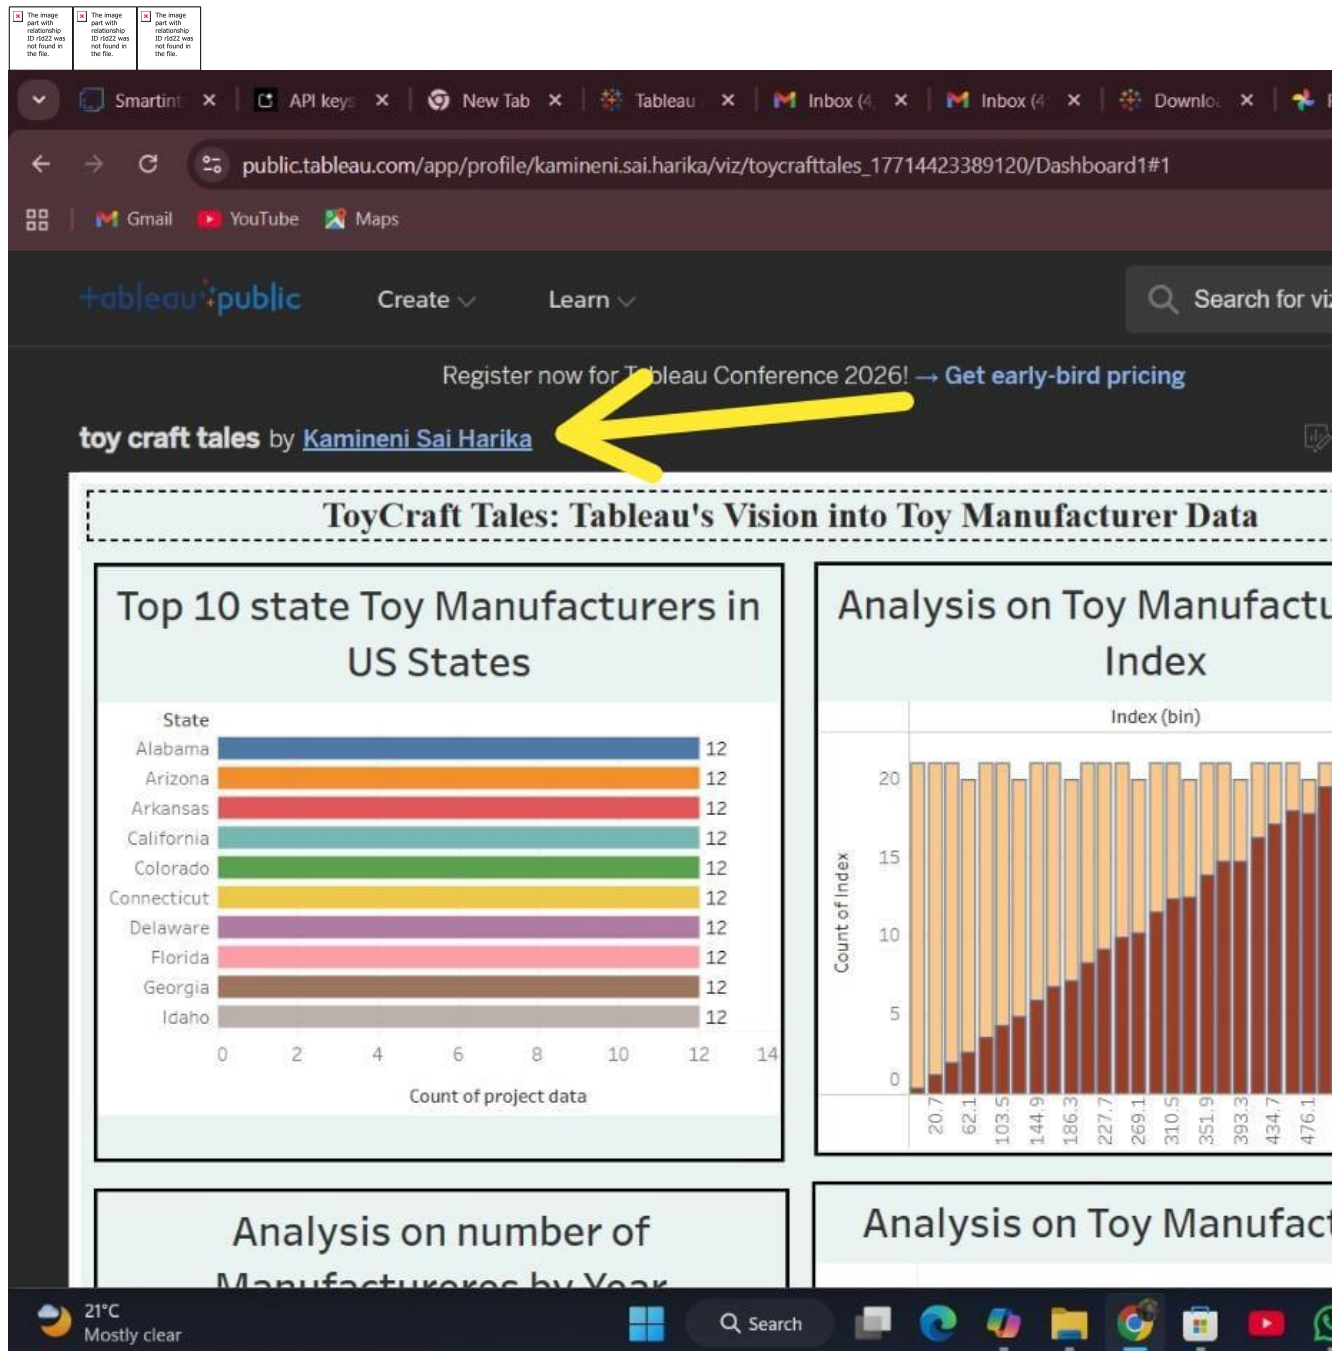 The image part with relationship ID rId22 was not found in the file.
The image part with relationship ID rId22 was not found in the file.
The image part with relationship ID rId22 was not found in the file.
Smartint API keys New Tab Tableau Inbox (4, Inbox (4 Downloa
public.tableau.com/app/profile/kamineni.sai.harika/viz/toycrafttales_17714423389120/Dashboard1#1
Gmail YouTube Maps
+ableau public Create Learn Search for viz
Register now for Tableau Conference 2026! → Get early-bird pricing
toy craft tales by Kamineni Sai Harika
ToyCraft Tales: Tableau's Vision into Toy Manufacturer Data
Top 10 state Toy Manufacturers in
US States
State
Alabama 12
Arizona 12
Arkansas 12
California 12
Colorado 12
Connecticut 12
Delaware 12
Florida 12
Georgia 12
Idaho 12
0 2 4 6 8 10 12 14
Count of project data
Analysis on Toy Manufactu
Index
Index (bin)
Count of Index
20
15
10
5
0
20.7 62.1 103.5 144.9 186.3 227.7 269.1 310.5 351.9 393.3 434.7 476.1
Analysis on number of
Manufactureres by Year
Analysis on Toy Manufact
21°C
Mostly clear
Search